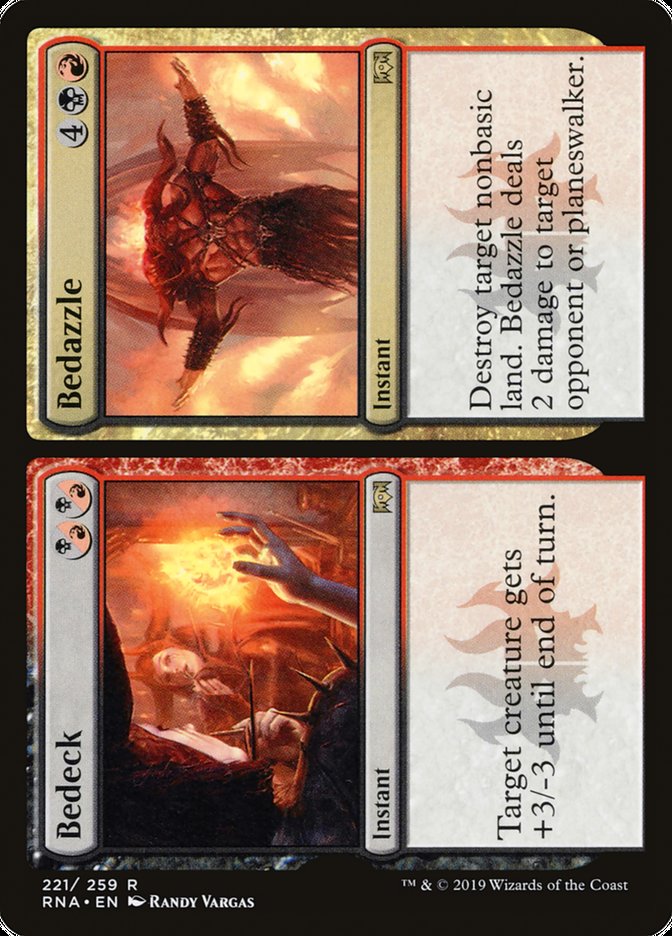 Bedeck
Instant
Target creature gets
+3/-3 until end of turn.
Bedazzle
4
Instant
Destroy target nonbasic
land. Bedazzle deals
2 damage to target
opponent or planeswalker.
221/ 259 R
RNA • EN RANDY VARGAS
™ & © 2019 Wizards of the Coast